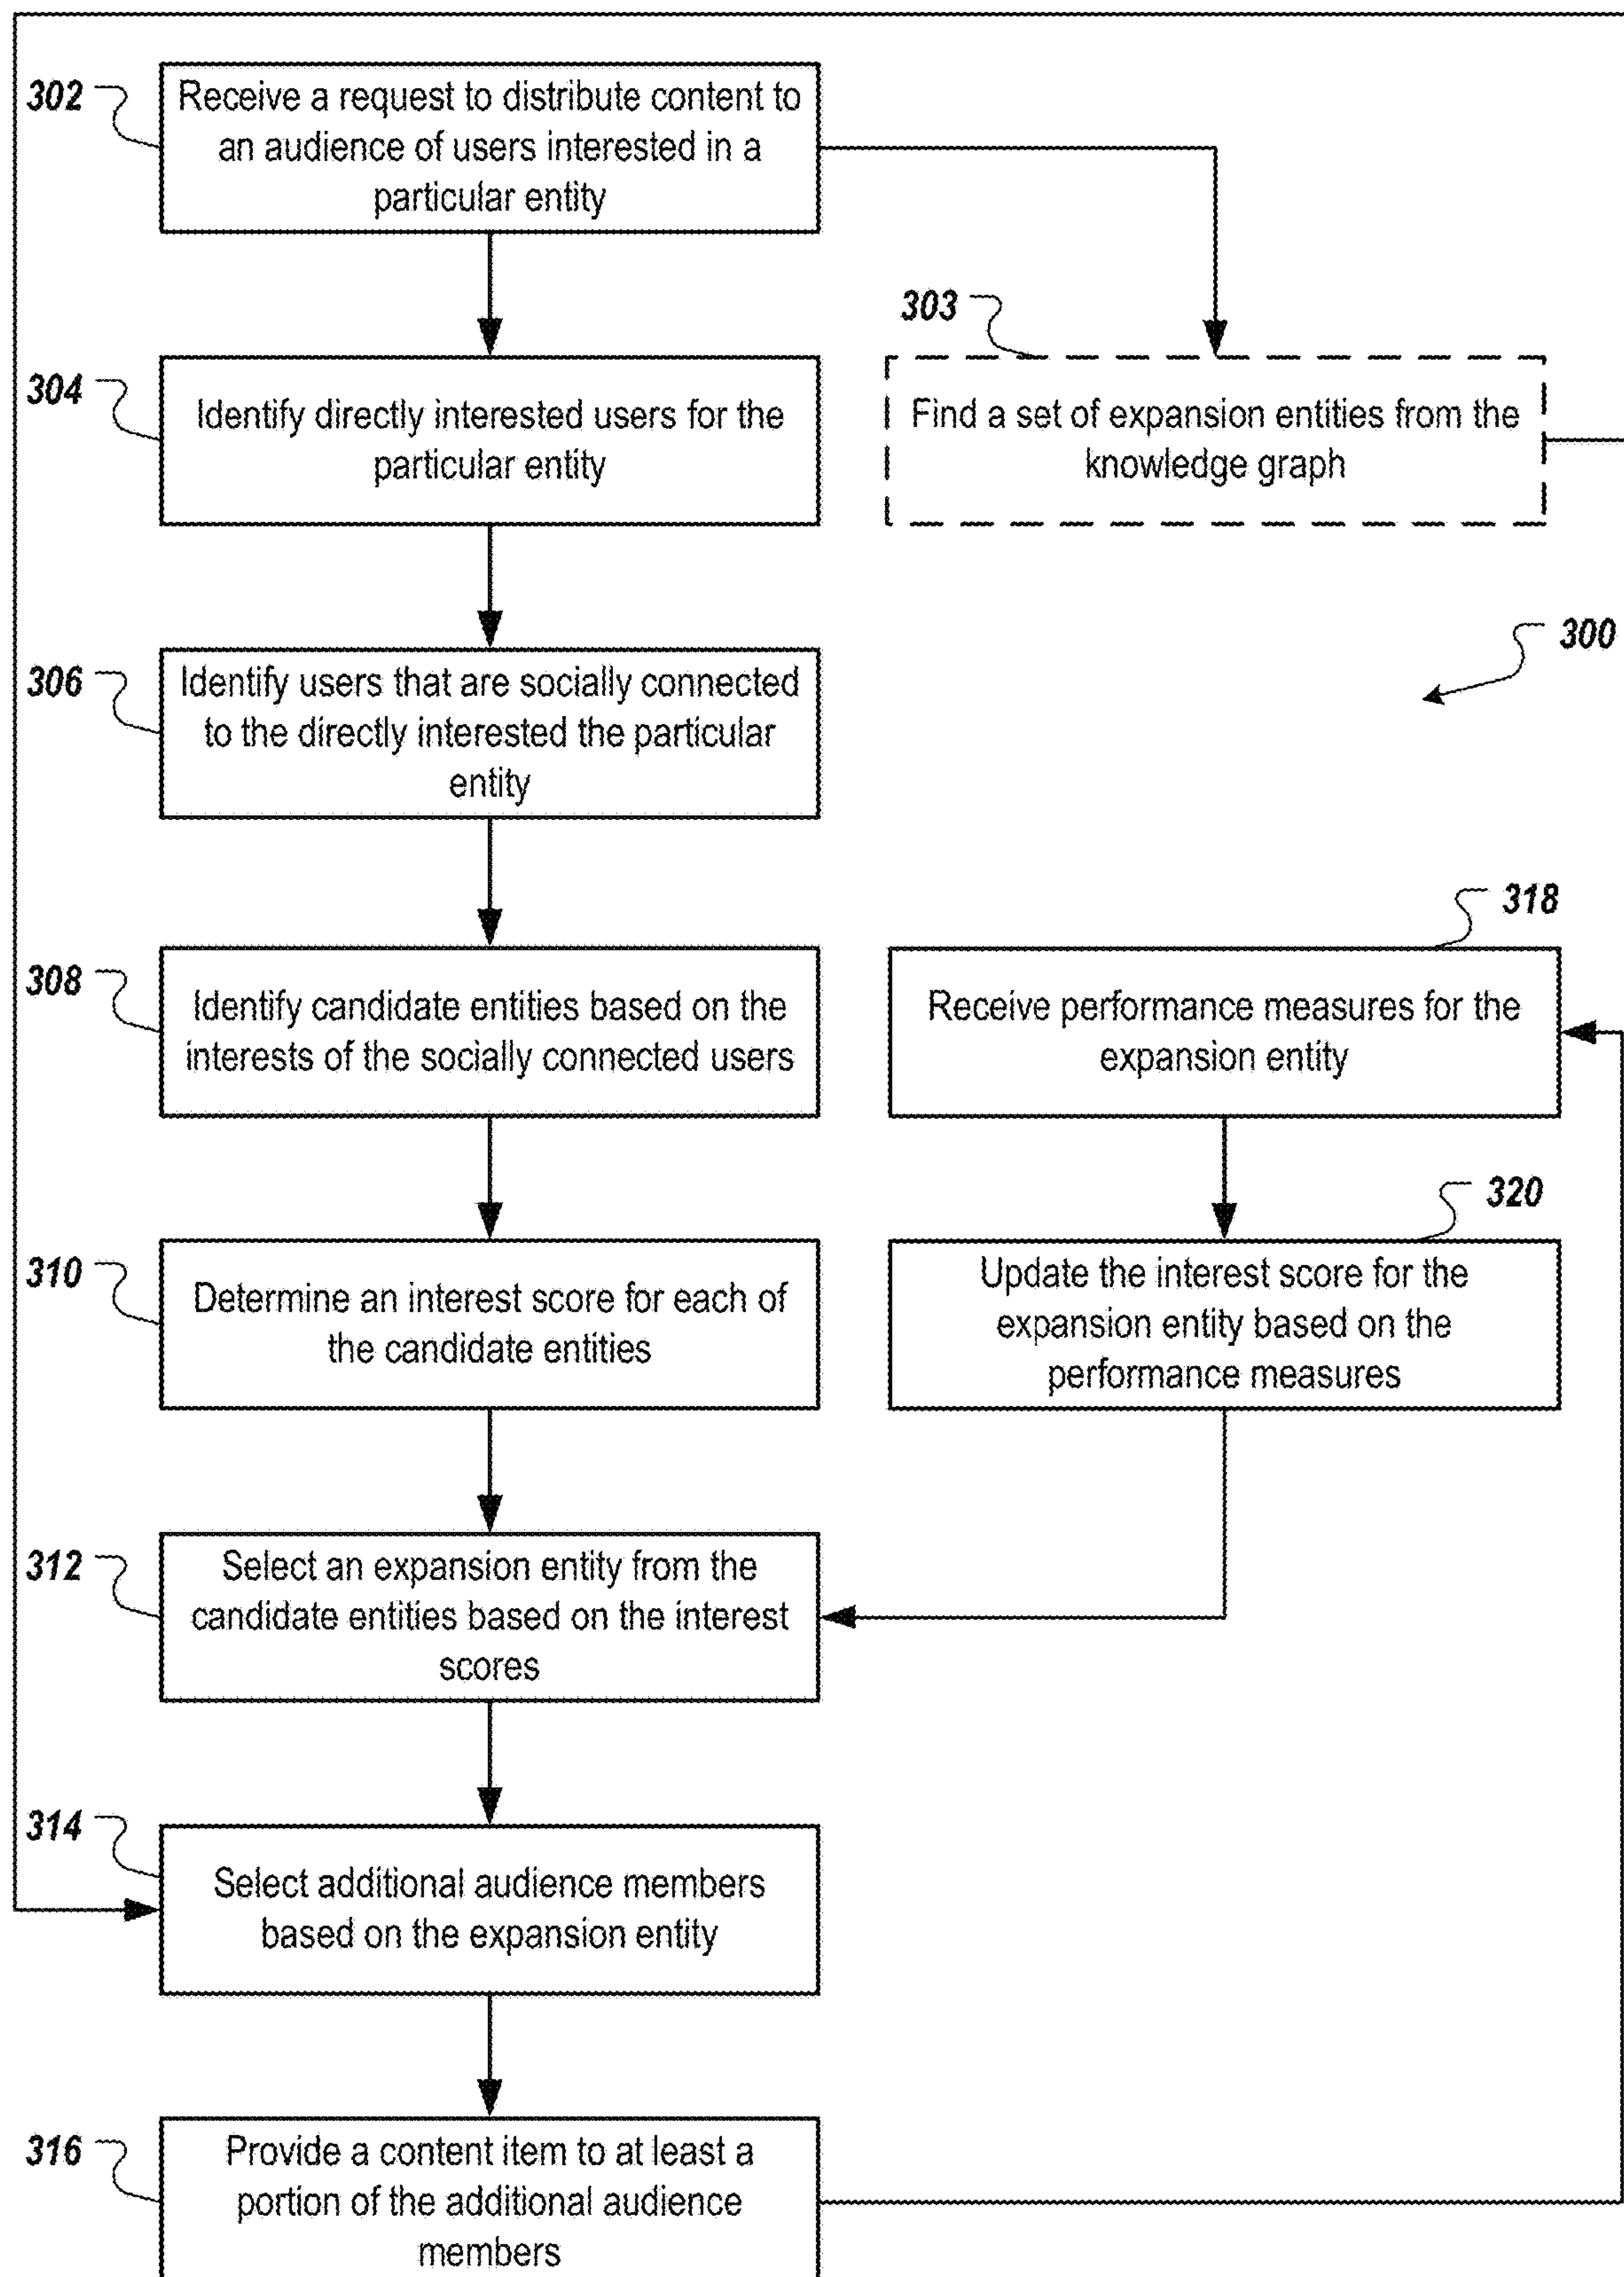 302
Receive a request to distribute content to
an audience of users interested in a
particular entity
303
304
Identify directly interested users for the
particular entity
Find a set of expansion entities from the
knowledge graph
300
306
Identify users that are socially connected
to the directly interested the particular
entity
318
308
Identify candidate entities based on the
interests of the socially connected users
Receive performance measures for the
expansion entity
320
310
Determine an interest score for each of
the candidate entities
Update the interest score for the
expansion entity based on the
performance measures
312
Select an expansion entity from the
candidate entities based on the interest
scores
314
Select additional audience members
based on the expansion entity
316
Provide a content item to at least a
portion of the additional audience
members